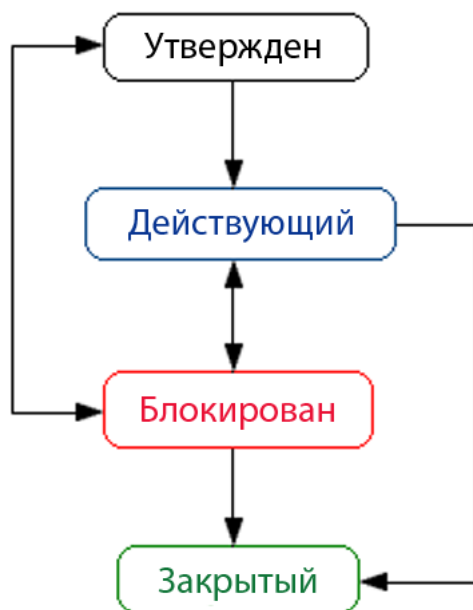 Утвержден
Действующий
Блокирован
Закрытый